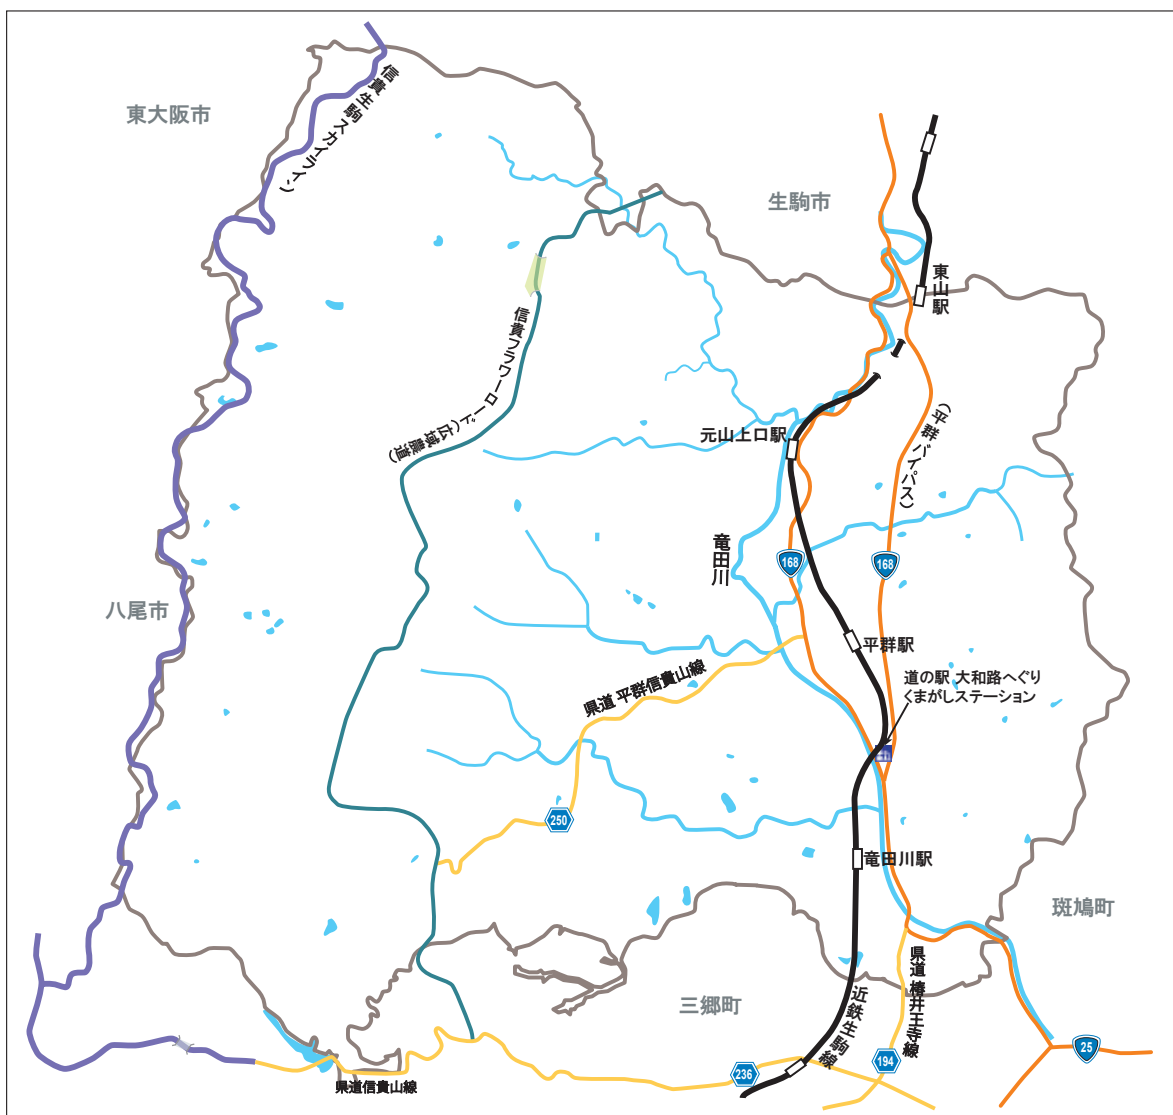 東大阪市
信貴生駒スカイライン
生駒市
東山駅
信貴フラワーロード(広域農道)
元山上口駅
(平群バイパス)
竜田川
168
168
八尾市
平群駅
県道 平群信貴山線
道の駅 大和路へぐり
くまがしステーション
250
竜田川駅
斑鳩町
三郷町
県道 椿井王寺線
近鉄生駒線
25
194
236
県道信貴山線